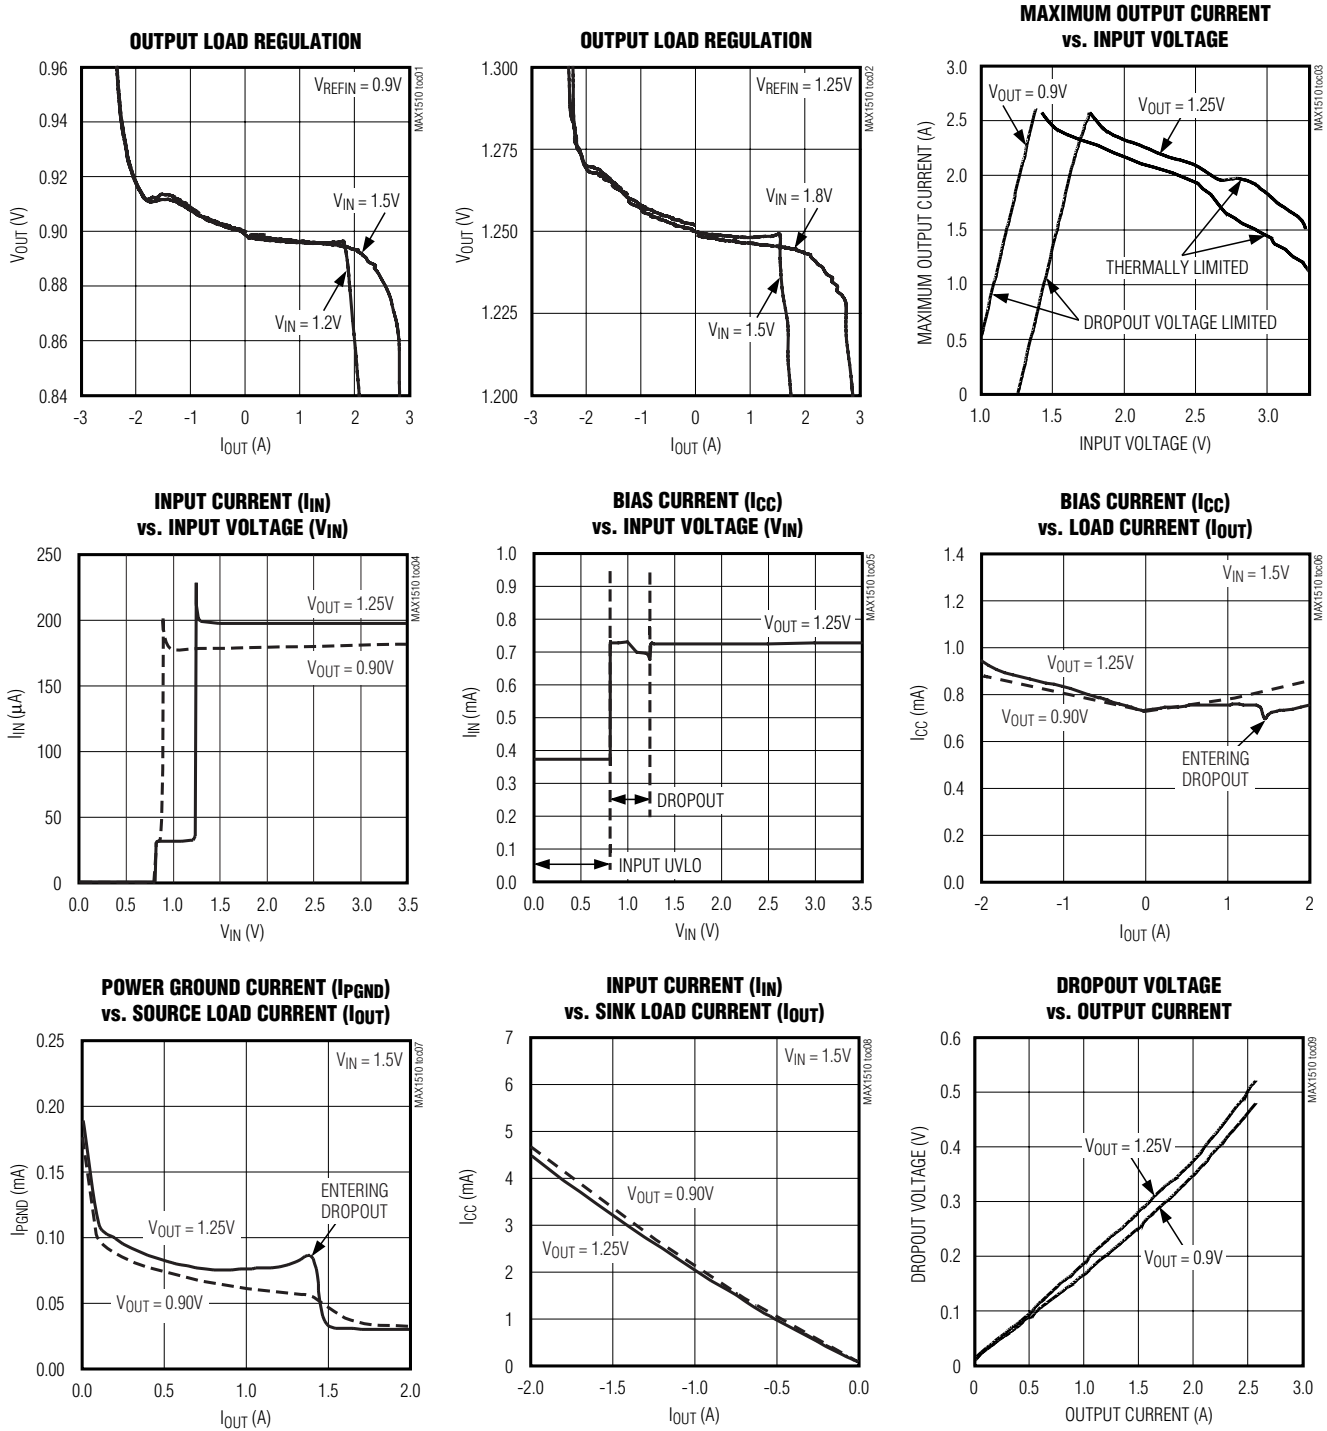 OUTPUT LOAD REGULATION
MAX1510 toc01
VREFIN = 0.9V
VIN = 1.5V
VIN = 1.2V
VOUT (V)
0.96
0.94
0.92
0.90
0.88
0.86
0.84
-3 -2 -1 0 1 2 3
IOUT (A)
OUTPUT LOAD REGULATION
MAX1510 toc02
VREFIN = 1.25V
VIN = 1.8V
VIN = 1.5V
VOUT (V)
1.300
1.275
1.250
1.225
1.200
-3 -2 -1 0 1 2 3
IOUT (A)
MAXIMUM OUTPUT CURRENT
vs. INPUT VOLTAGE
MAX1510 toc03
VOUT = 0.9V
VOUT = 1.25V
THERMALLY LIMITED
DROPOUT VOLTAGE LIMITED
MAXIMUM OUTPUT CURRENT (A)
3.0
2.5
2.0
1.5
1.0
0.5
0
1.0 1.5 2.0 2.5 3.0
INPUT VOLTAGE (V)
INPUT CURRENT (IIN)
vs. INPUT VOLTAGE (VIN)
MAX1510 toc04
VOUT = 1.25V
VOUT = 0.90V
IIN (μA)
250
200
150
100
50
0
0.0 0.5 1.0 1.5 2.0 2.5 3.0 3.5
VIN (V)
BIAS CURRENT (ICC)
vs. INPUT VOLTAGE (VIN)
MAX1510 toc05
VOUT = 1.25V
DROPOUT
INPUT UVLO
IIN (mA)
1.0
0.9
0.8
0.7
0.6
0.5
0.4
0.3
0.2
0.1
0.0
0.0 0.5 1.0 1.5 2.0 2.5 3.0 3.5
VIN (V)
BIAS CURRENT (ICC)
vs. LOAD CURRENT (IOUT)
MAX1510 toc06
VIN = 1.5V
VOUT = 1.25V
VOUT = 0.90V
ENTERING
DROPOUT
ICC (mA)
1.4
1.2
1.0
0.8
0.6
0.4
0.2
0.0
-2 -1 0 1 2
IOUT (A)
POWER GROUND CURRENT (IPGND)
vs. SOURCE LOAD CURRENT (IOUT)
MAX1510 toc07
VIN = 1.5V
ENTERING
DROPOUT
VOUT = 1.25V
VOUT = 0.90V
IPGND (mA)
0.25
0.20
0.15
0.10
0.05
0.00
0.0 0.5 1.0 1.5 2.0
IOUT (A)
INPUT CURRENT (IIN)
vs. SINK LOAD CURRENT (IOUT)
MAX1510 toc08
VIN = 1.5V
VOUT = 0.90V
VOUT = 1.25V
ICC (mA)
7
6
5
4
3
2
1
0
-2.0 -1.5 -1.0 -0.5 0.0
IOUT (A)
DROPOUT VOLTAGE
vs. OUTPUT CURRENT
MAX1510 toc09
VOUT = 1.25V
VOUT = 0.9V
DROPOUT VOLTAGE (V)
0.6
0.5
0.4
0.3
0.2
0.1
0
0 0.5 1.0 1.5 2.0 2.5 3.0
OUTPUT CURRENT (A)